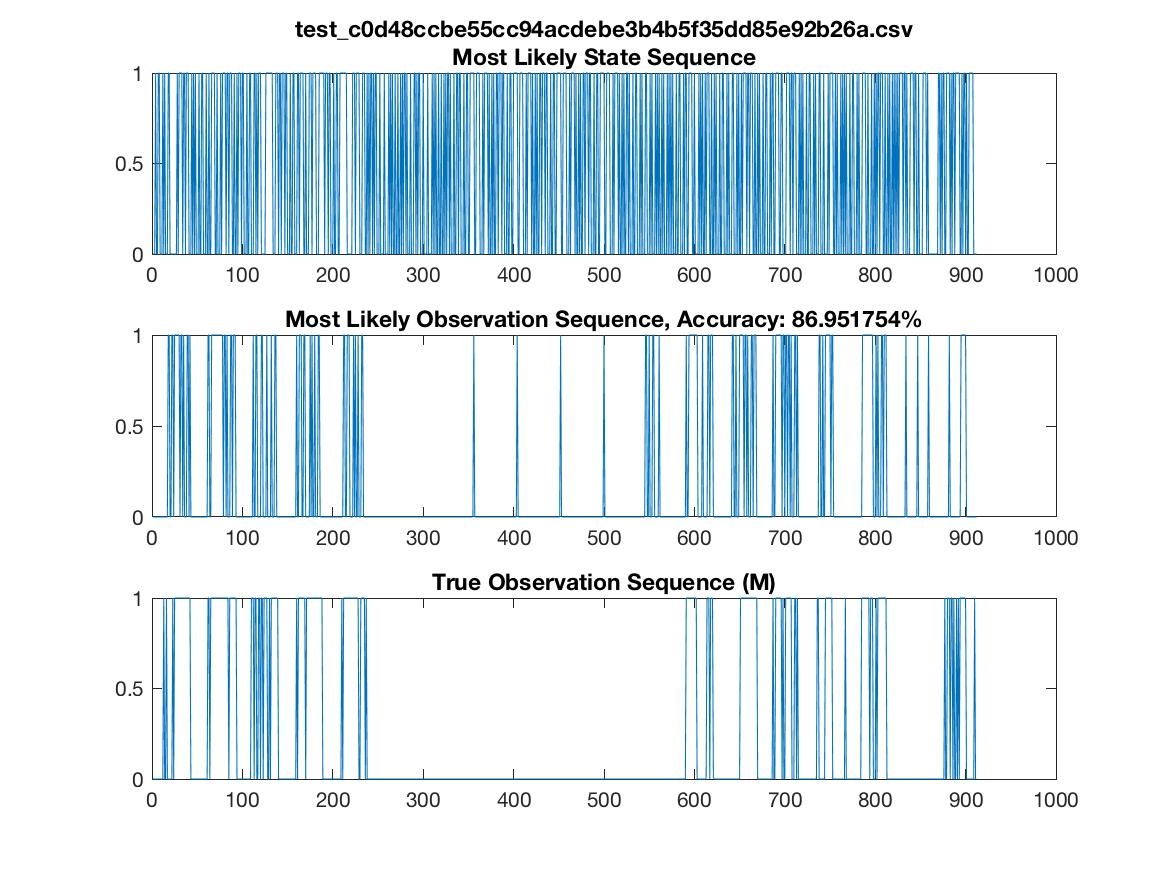 test_c0d48ccbe55cc94acdebe3b4b5f35dd85e92b26a.csv
Most Likely State Sequence
1
0.5
0
0 100 200 300 400 500 600 700 800 900 1000
Most Likely Observation Sequence, Accuracy: 86.951754%
1
0.5
0
0 100 200 300 400 500 600 700 800 900 1000
True Observation Sequence (M)
1
0.5
0
0 100 200 300 400 500 600 700 800 900 1000